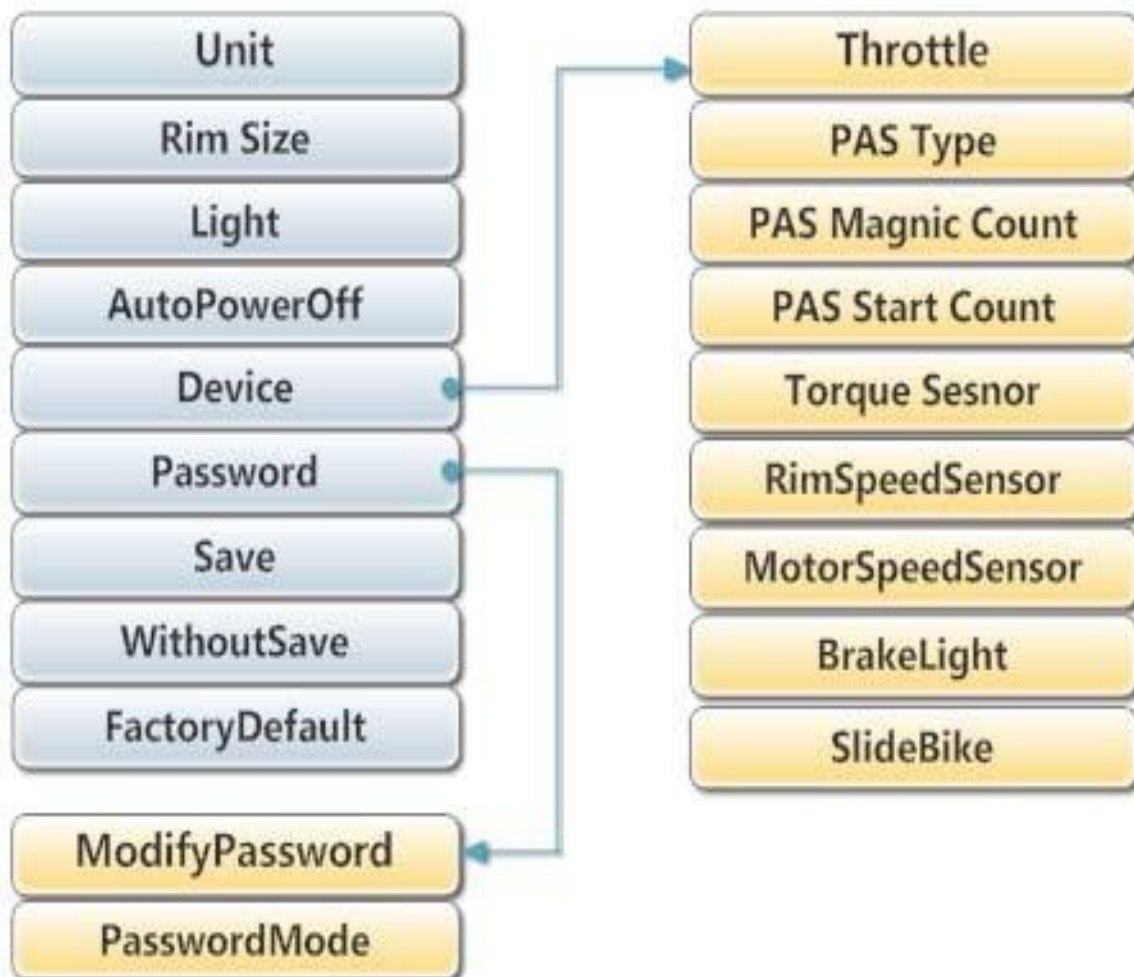 Unit
Rim Size
Light
AutoPowerOff
Device
Password
Save
WithoutSave
FactoryDefault
ModifyPassword
PasswordMode
Throttle
PAS Type
PAS Magnic Count
PAS Start Count
Torque Sesnor
RimSpeedSensor
MotorSpeedSensor
BrakeLight
SlideBike